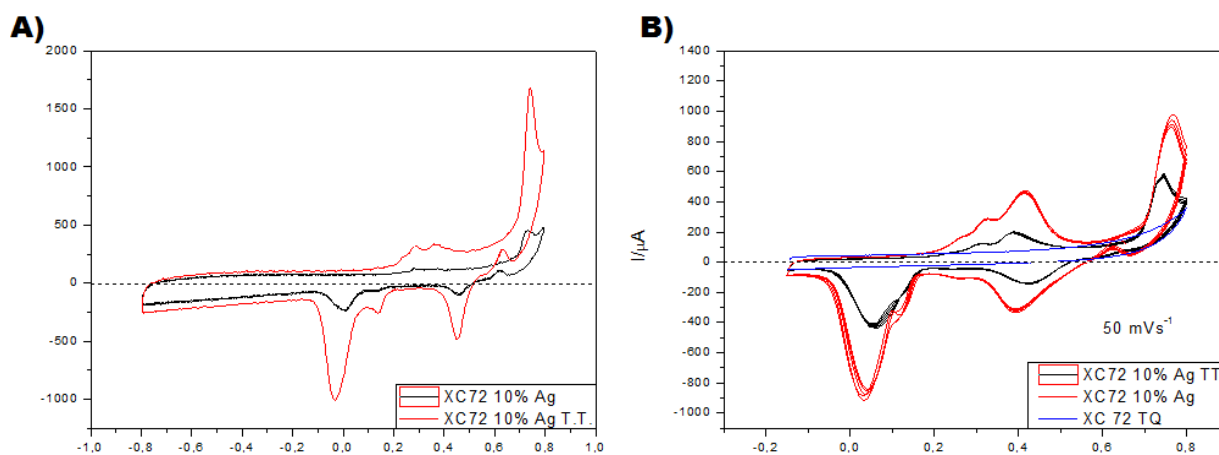 A)
2000
1500
1000
500
0
-500
-1000
-1,0 -0,8 -0,6 -0,4 -0,2 0,0 0,2 0,4 0,6 0,8 1,0
XC72 10% Ag
XC72 10% Ag T.T.
B)
I/µA
1400
1200
1000
800
600
400
200
0
-200
-400
-600
-800
-1000
0,0 0,2 0,4 0,6 0,8
50 mVs⁻¹
XC72 10% Ag TT
XC72 10% Ag
XC 72 TQ